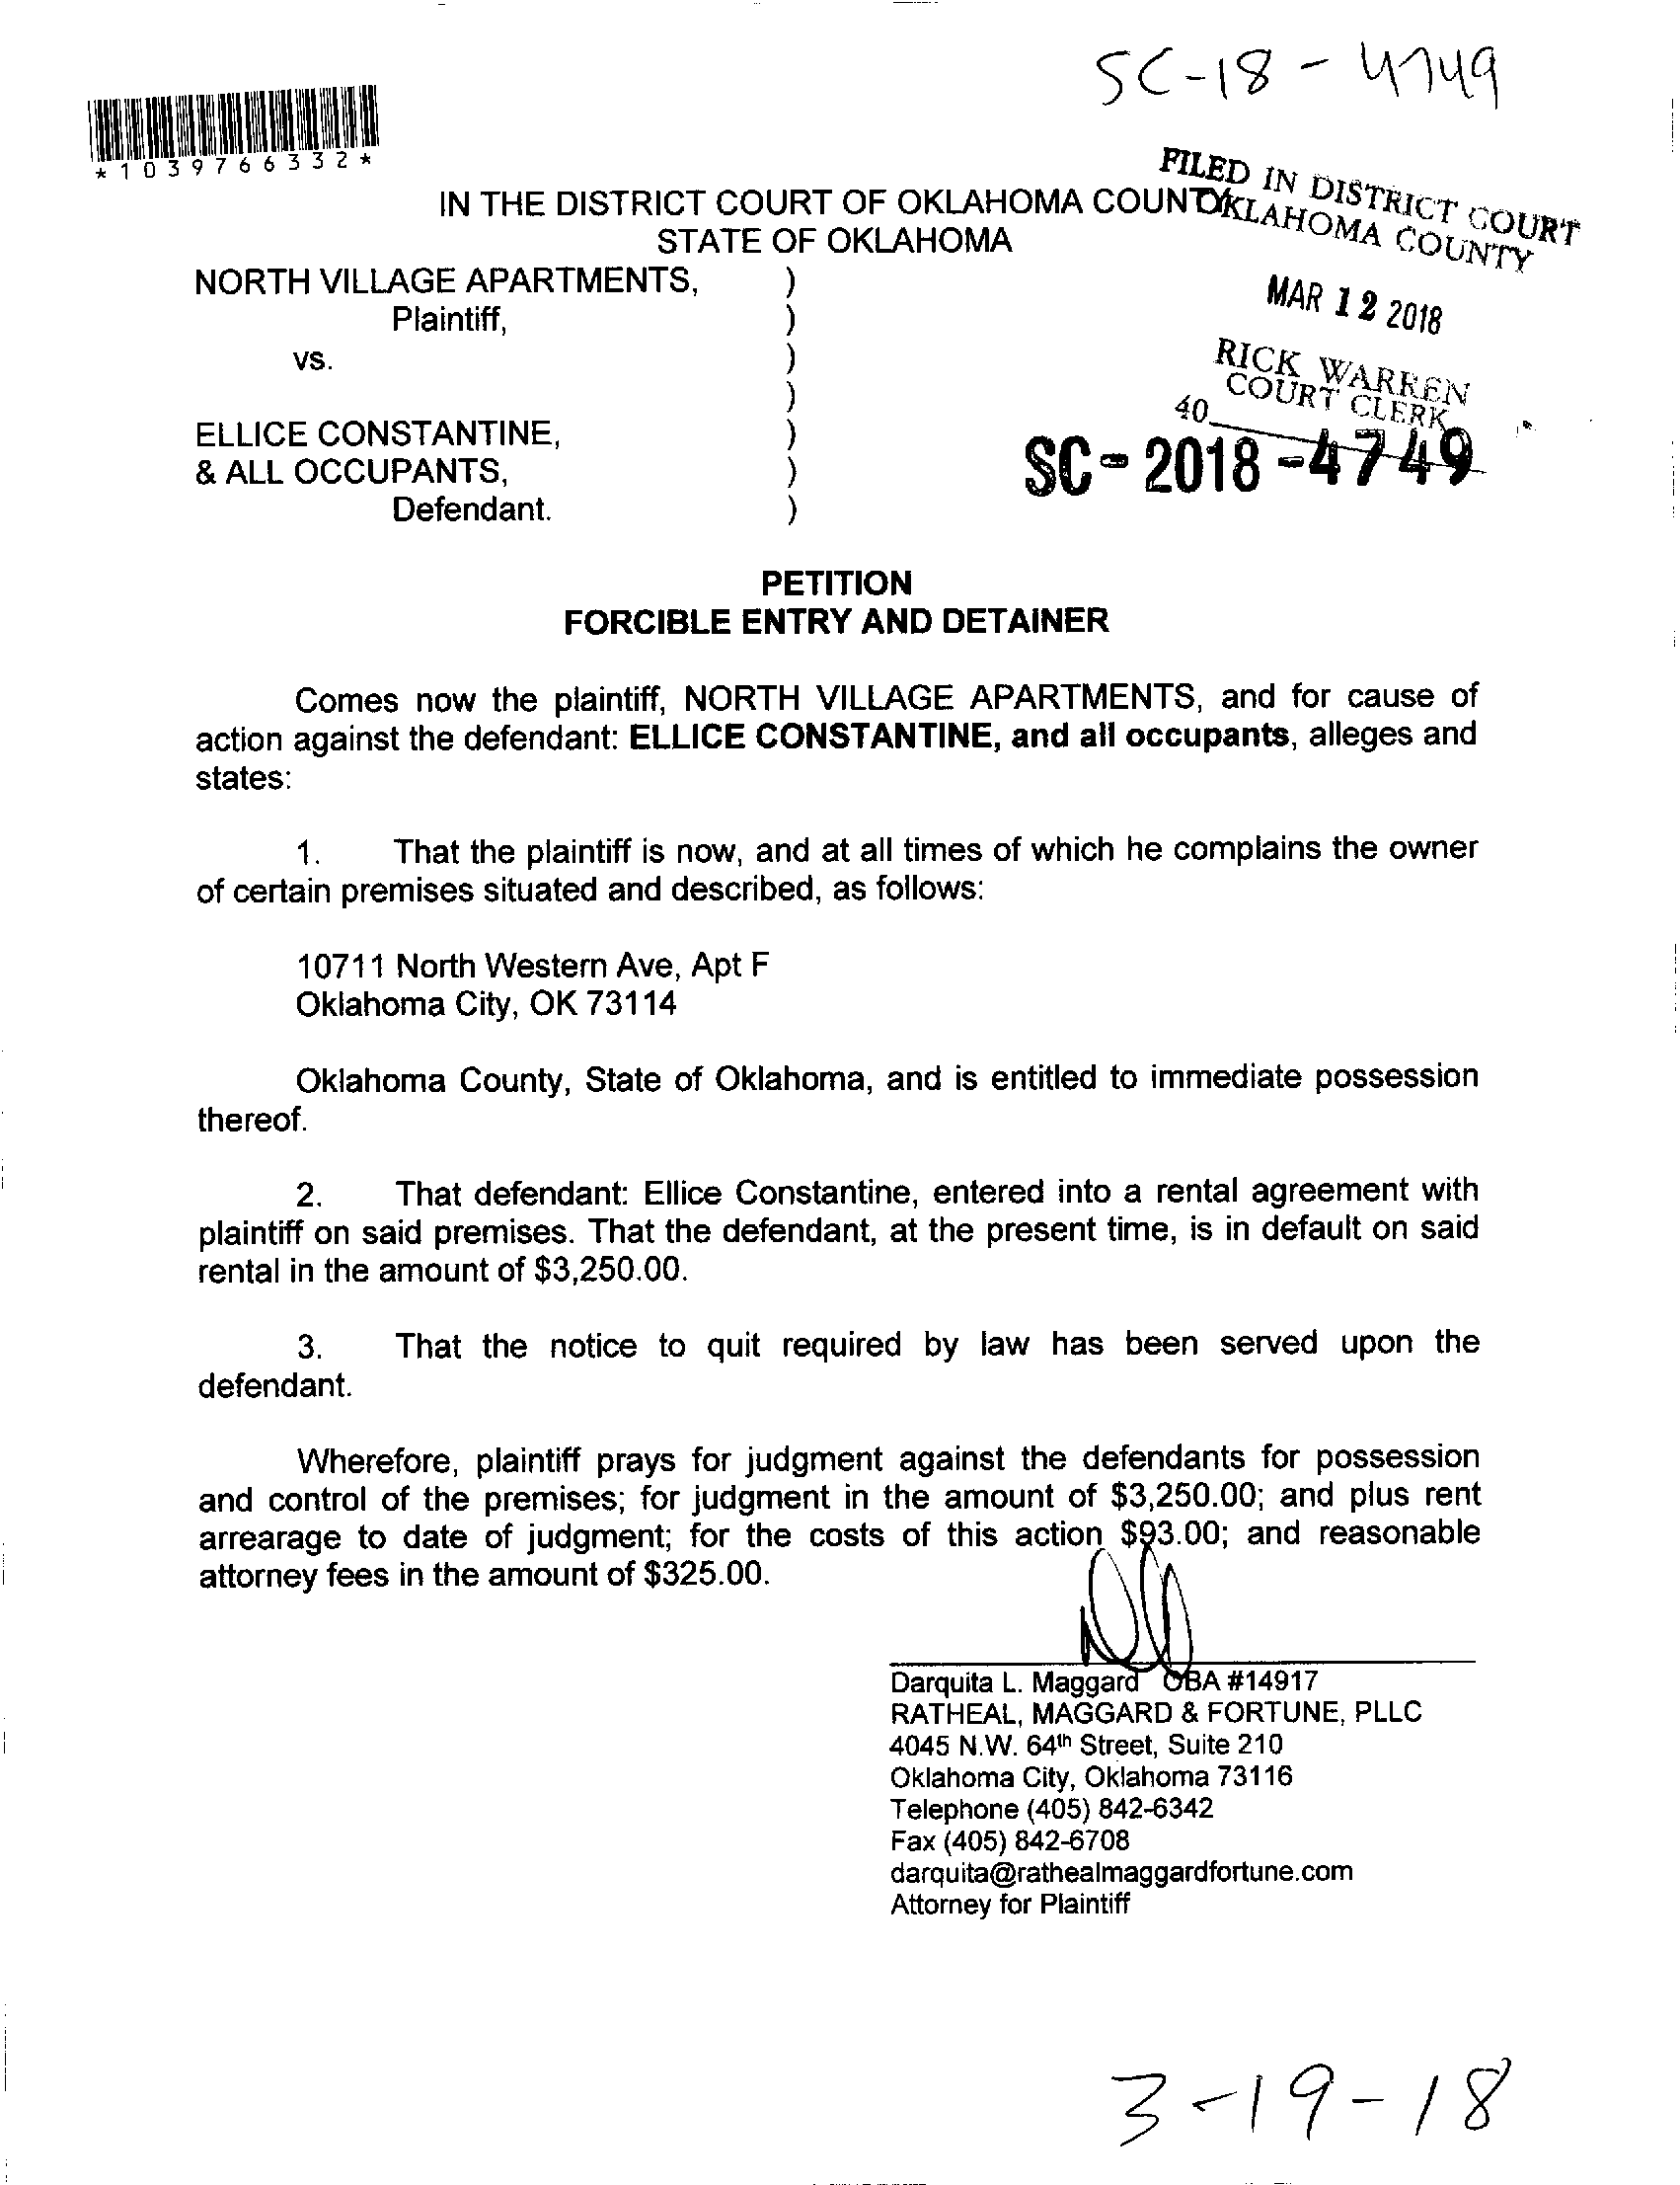 SC-18-4749
*1039766332*
FILED IN DISTRICT COURT
OKLAHOMA COUNTY
IN THE DISTRICT COURT OF OKLAHOMA COUNTY
STATE OF OKLAHOMA
MAR 12 2018
RICK WARREN
COURT CLERK
40
SC-2018-4749
NORTH VILLAGE APARTMENTS, )
Plaintiff, )
vs. )
)
ELLICE CONSTANTINE, )
& ALL OCCUPANTS, )
Defendant. )
PETITION
FORCIBLE ENTRY AND DETAINER
Comes now the plaintiff, NORTH VILLAGE APARTMENTS, and for cause of
action against the defendant: ELLICE CONSTANTINE, and all occupants, alleges and
states:
1. That the plaintiff is now, and at all times of which he complains the owner
of certain premises situated and described, as follows:
10711 North Western Ave, Apt F
Oklahoma City, OK 73114
Oklahoma County, State of Oklahoma, and is entitled to immediate possession
thereof.
2. That defendant: Ellice Constantine, entered into a rental agreement with
plaintiff on said premises. That the defendant, at the present time, is in default on said
rental in the amount of $3,250.00.
3. That the notice to quit required by law has been served upon the
defendant.
Wherefore, plaintiff prays for judgment against the defendants for possession
and control of the premises; for judgment in the amount of $3,250.00; and plus rent
arrearage to date of judgment; for the costs of this action $93.00; and reasonable
attorney fees in the amount of $325.00.
Darquita L. Maggard OBA #14917
RATHEAL, MAGGARD & FORTUNE, PLLC
4045 N.W. 64th Street, Suite 210
Oklahoma City, Oklahoma 73116
Telephone (405) 842-6342
Fax (405) 842-6708
darquita@rathealmaggardfortune.com
Attorney for Plaintiff
3-19-18